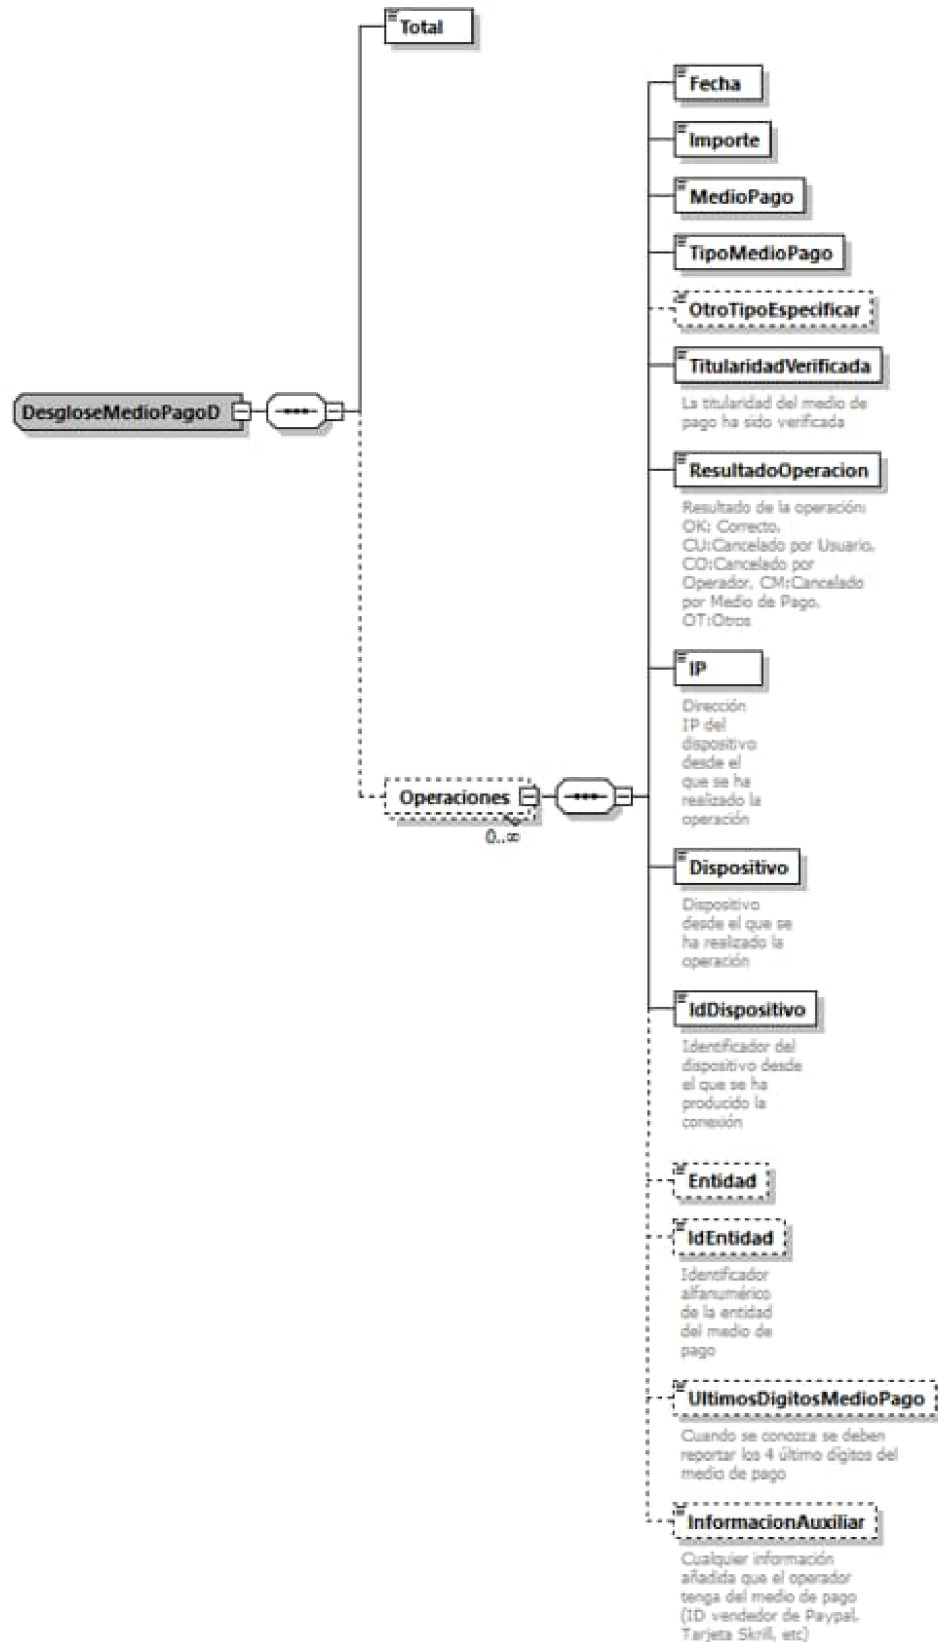 Total
Fecha
Importe
MedioPago
TipoMedioPago
OtroTipoEspecificar
TitularidadVerificada
La titularidad del medio de
pago ha sido verificada
DesgloseMedioPagoD
ResultadoOperacion
Resultado de la operación:
OK: Correcto.
CU:Cancelado por Usuario.
CO:Cancelado por
Operador. CM:Cancelado
por Medio de Pago.
OT:Otros
IP
Dirección
IP del
dispositivo
desde el
que se ha
realizado la
operación
Operaciones
0..∞
Dispositivo
Dispositivo
desde el que se
ha realizado la
operación
IdDispositivo
Identificador del
dispositivo desde
el que se ha
producido la
conexión
Entidad
IdEntidad
Identificador
alfanumérico
de la entidad
del medio de
pago
UltimosDigitosMedioPago
Cuando se conozca se deben
reportar los 4 último dígitos del
medio de pago
InformacionAuxiliar
Cualquier información
añadida que el operador
tenga del medio de pago
(ID vendedor de Paypal,
Tarjeta Skrill, etc)